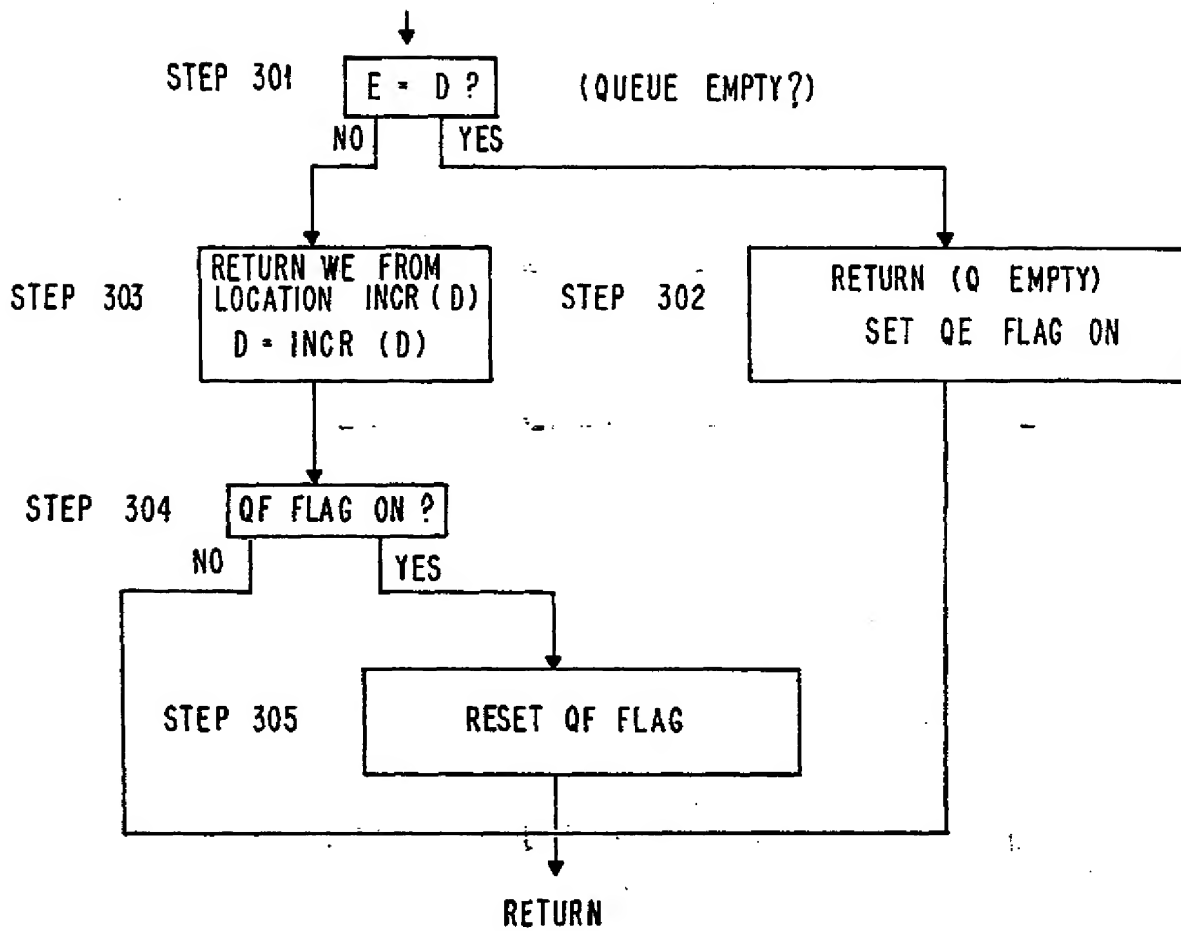 STEP 301
E = D ?
(QUEUE EMPTY?)
NO
YES
STEP 303
RETURN WE FROM
LOCATION INCR (D)
D = INCR (D)
STEP 302
RETURN (Q EMPTY)
SET QE FLAG ON
STEP 304
QF FLAG ON ?
NO
YES
STEP 305
RESET QF FLAG
RETURN